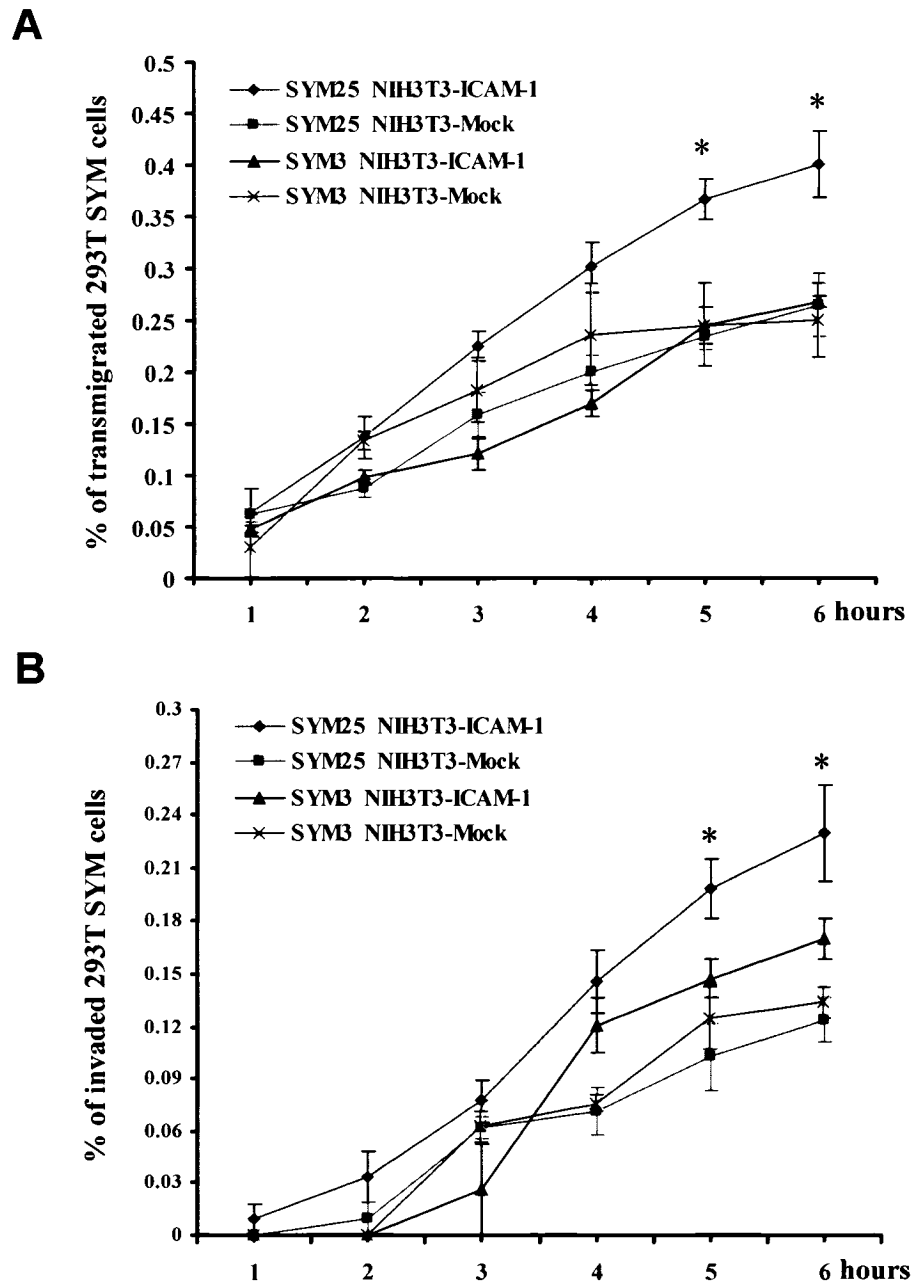 A
0.5
0.45
0.4
0.35
0.3
0.25
0.2
0.15
0.1
0.05
0
% of transmigrated 293T SYM cells
SYM25 NIH3T3-ICAM-1
SYM25 NIH3T3-Mock
SYM3 NIH3T3-ICAM-1
SYM3 NIH3T3-Mock
* *
1 2 3 4 5 6 hours
B
0.3
0.27
0.24
0.21
0.18
0.15
0.12
0.09
0.06
0.03
0
% of invaded 293T SYM cells
SYM25 NIH3T3-ICAM-1
SYM25 NIH3T3-Mock
SYM3 NIH3T3-ICAM-1
SYM3 NIH3T3-Mock
* *
1 2 3 4 5 6 hours